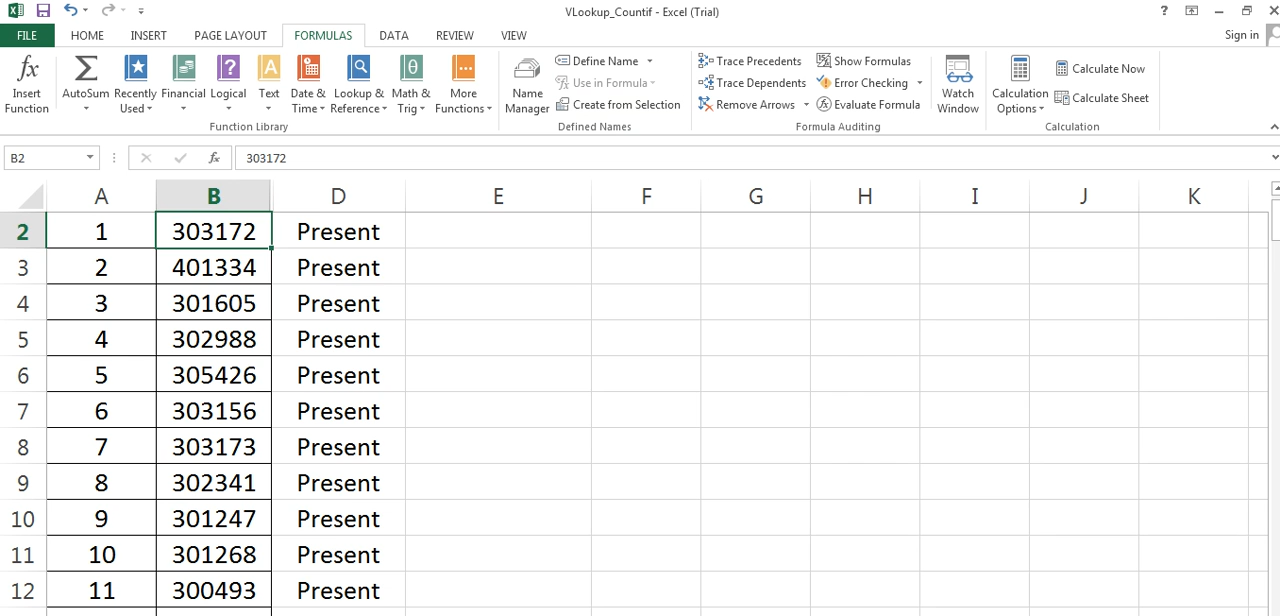 VLookup_Countif - Excel (Trial)
?
FILE HOME INSERT PAGE LAYOUT FORMULAS DATA REVIEW VIEW Sign in
fx Insert Function
Σ AutoSum
Recently Used
Financial
? Logical
A Text
Date & Time
Lookup & Reference
θ Math & Trig
More Functions
Function Library
Name Manager
Define Name
Use in Formula
Create from Selection
Defined Names
Trace Precedents
Trace Dependents
Remove Arrows
Show Formulas
Error Checking
Evaluate Formula
Formula Auditing
Watch Window
Calculation Options
Calculate Now
Calculate Sheet
Calculation
B2 fx 303172
A B D E F G H I J K
2 1 303172 Present
3 2 401334 Present
4 3 301605 Present
5 4 302988 Present
6 5 305426 Present
7 6 303156 Present
8 7 303173 Present
9 8 302341 Present
10 9 301247 Present
11 10 301268 Present
12 11 300493 Present